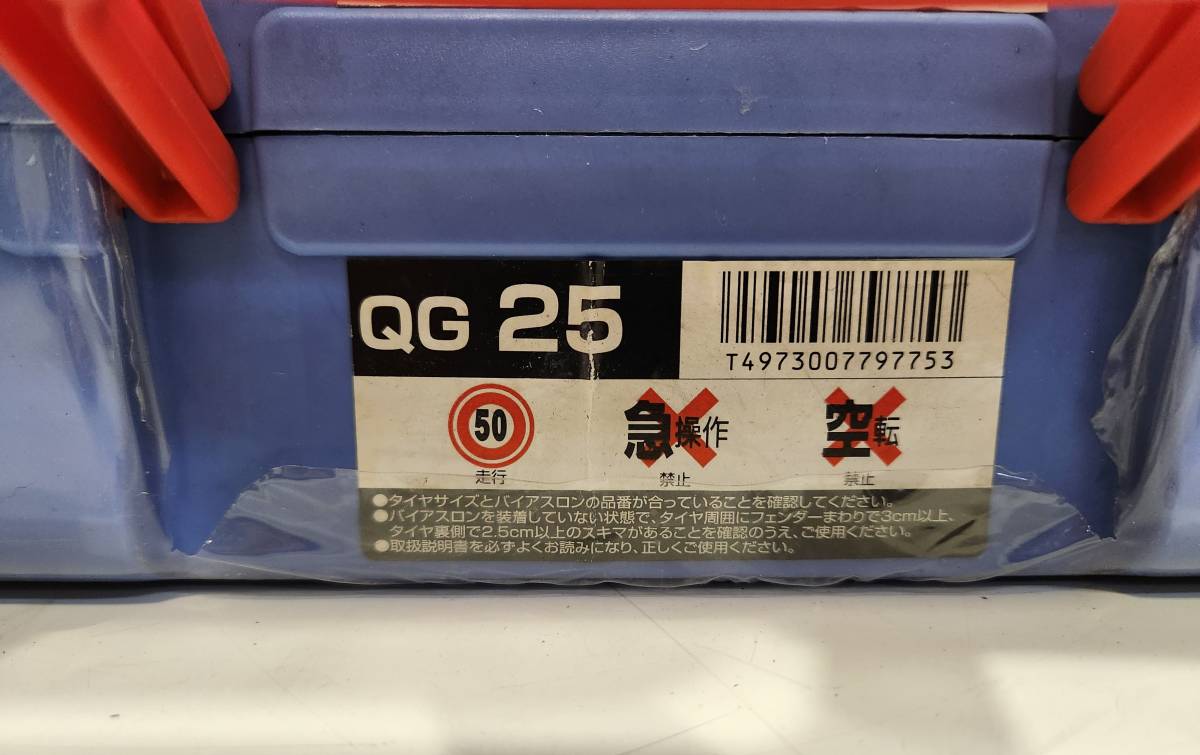 QG 25
T4973007797753
50
走行
急操作
禁止
空転
禁止
●タイヤサイズとバイアスロンの品番が合っていることを確認してください。
●バイアスロンを装着していない状態で、タイヤ周囲にフェンダーまわりで3cm以上、
タイヤ裏側で2.5cm以上のスキマがあることを確認のうえ、ご使用ください。
●取扱説明書を必ずよくお読みになり、正しくご使用ください。